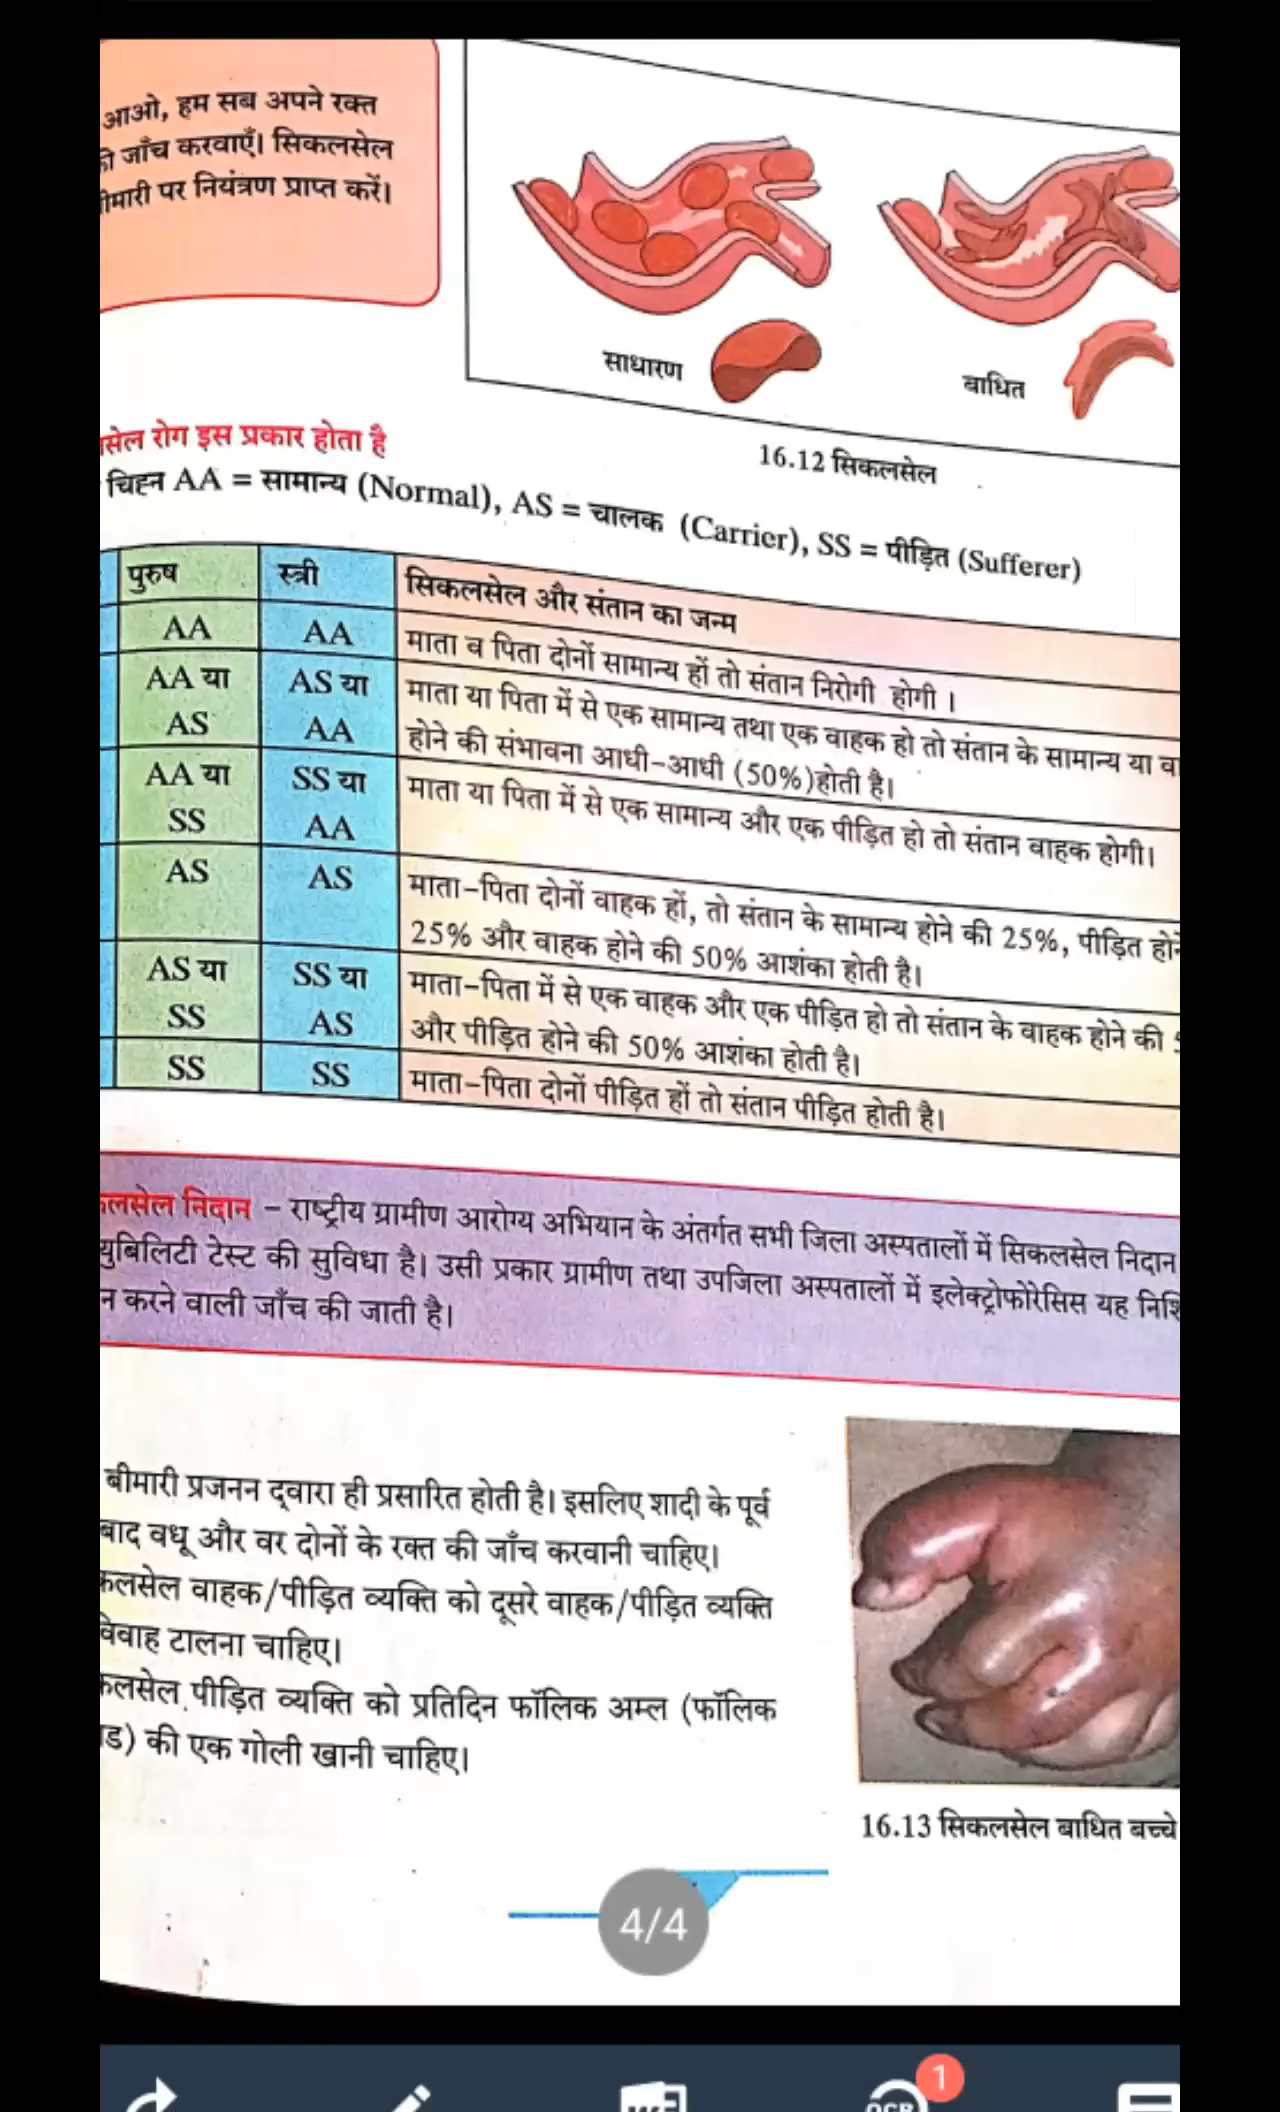 आओ, हम सब अपने रक्त
जाँच करवाएँ। सिकलसेल
पर नियंत्रण प्राप्त करें।
साधारण
बाधित
16.12 सिकलसेल
रोग इस प्रकार होता है
चिह्न AA = सामान्य (Normal), AS = चालक (Carrier), SS = पीड़ित (Sufferer)
पुरुष स्त्री सिकलसेल और संतान का जन्म
AA AA माता व पिता दोनों सामान्य हों तो संतान निरोगी होगी ।
AA या AS या माता या पिता में से एक सामान्य तथा एक वाहक हो तो संतान के सामान्य या
AS AA होने की संभावना आधी-आधी (50%)होती है।
AA या SS या माता या पिता में से एक सामान्य और एक पीड़ित हो तो संतान वाहक होगी।
SS AA
AS AS माता-पिता दोनों वाहक हों, तो संतान के सामान्य होने की 25%, पीड़ित
25% और वाहक होने की 50% आशंका होती है।
AS या SS या माता-पिता में से एक वाहक और एक पीड़ित हो तो संतान के वाहक होने की
SS AS और पीड़ित होने की 50% आशंका होती है।
SS SS माता-पिता दोनों पीड़ित हों तो संतान पीड़ित होती है।
निदान – राष्ट्रीय ग्रामीण आरोग्य अभियान के अंतर्गत सभी जिला अस्पतालों में सिकलसेल निदान
टेस्ट की सुविधा है। उसी प्रकार ग्रामीण तथा उपजिला अस्पतालों में इलेक्ट्रोफोरेसिस यह
करने वाली जाँच की जाती है।
बीमारी प्रजनन द्वारा ही प्रसारित होती है। इसलिए शादी के पूर्व
बाद वधू और वर दोनों के रक्त की जाँच करवानी चाहिए।
वाहक/पीड़ित व्यक्ति को दूसरे वाहक/पीड़ित व्यक्ति
विवाह टालना चाहिए।
पीड़ित व्यक्ति को प्रतिदिन फॉलिक अम्ल (फॉलिक
की एक गोली खानी चाहिए।
16.13 सिकलसेल बाधित बच्चे
4/4
1